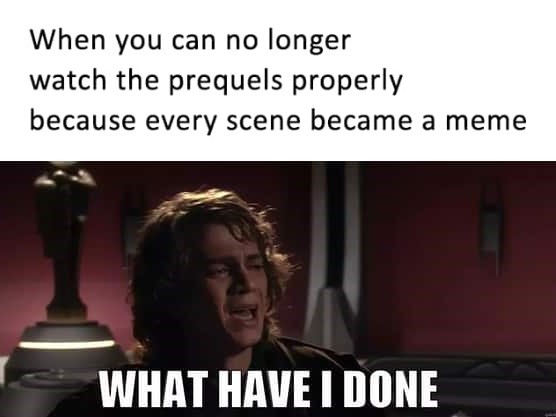 When you can no longer
watch the prequels properly
because every scene became a meme
WHAT HAVE I DONE